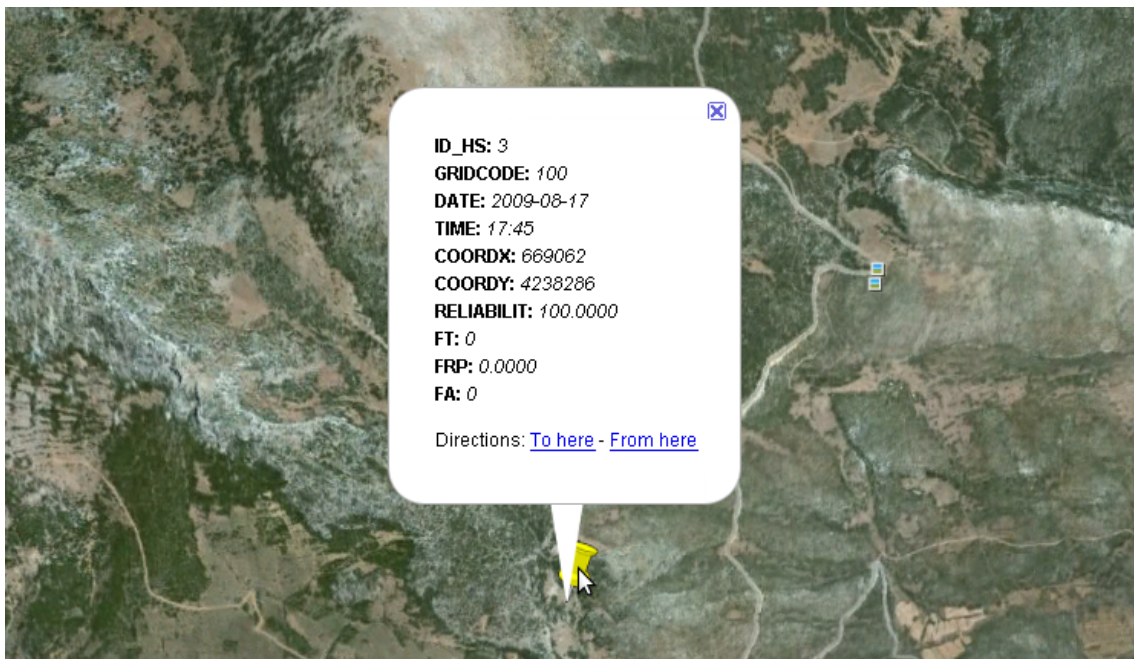 ID_HS: 3
GRIDCODE: 100
DATE: 2009-08-17
TIME: 17:45
COORDX: 669062
COORDY: 4238286
RELIABILIT: 100.0000
FT: 0
FRP: 0.0000
FA: 0
Directions: To here - From here